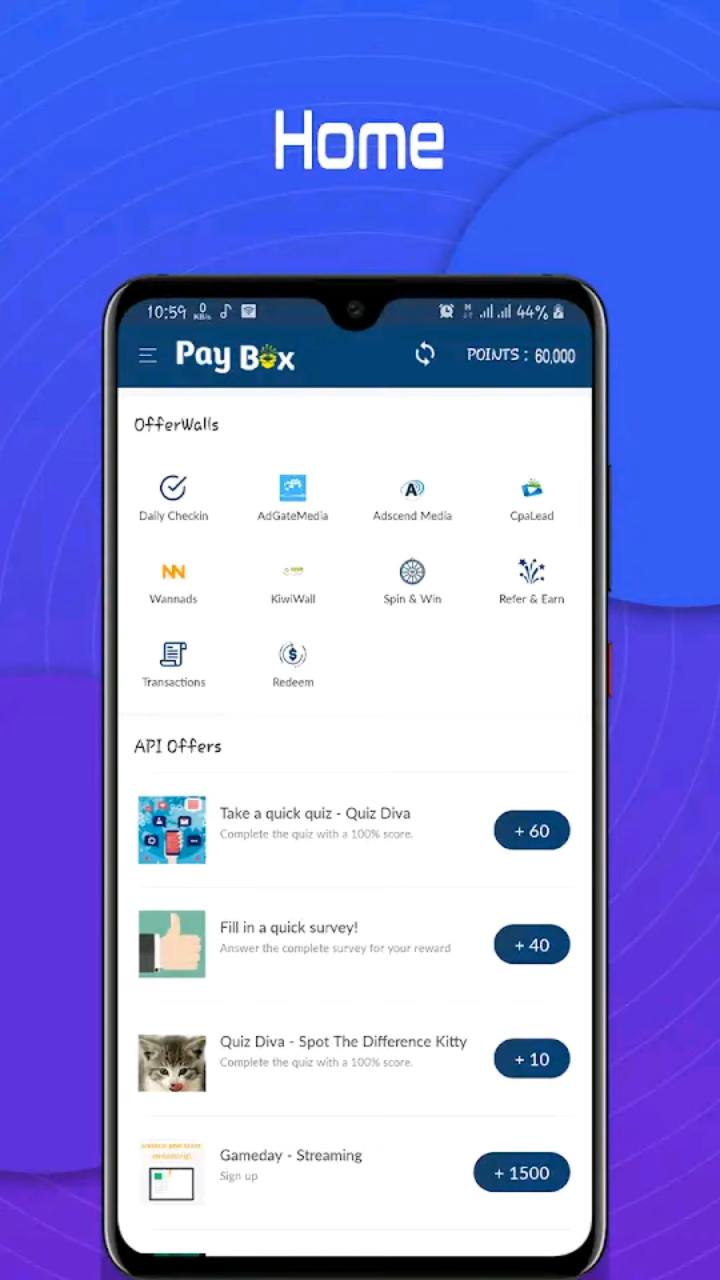 Home
10:59 0 KB/s 44%
Pay Box POINTS : 60,000
OfferWalls
Daily Checkin AdGateMedia Adscend Media CpaLead
Wannads KiwiWall Spin & Win Refer & Earn
Transactions Redeem
API Offers
Take a quick quiz - Quiz Diva
Complete the quiz with a 100% score.
+ 60
Fill in a quick survey!
Answer the complete survey for your reward
+ 40
Quiz Diva - Spot The Difference Kitty
Complete the quiz with a 100% score.
+ 10
Gameday - Streaming
Sign up
+ 1500